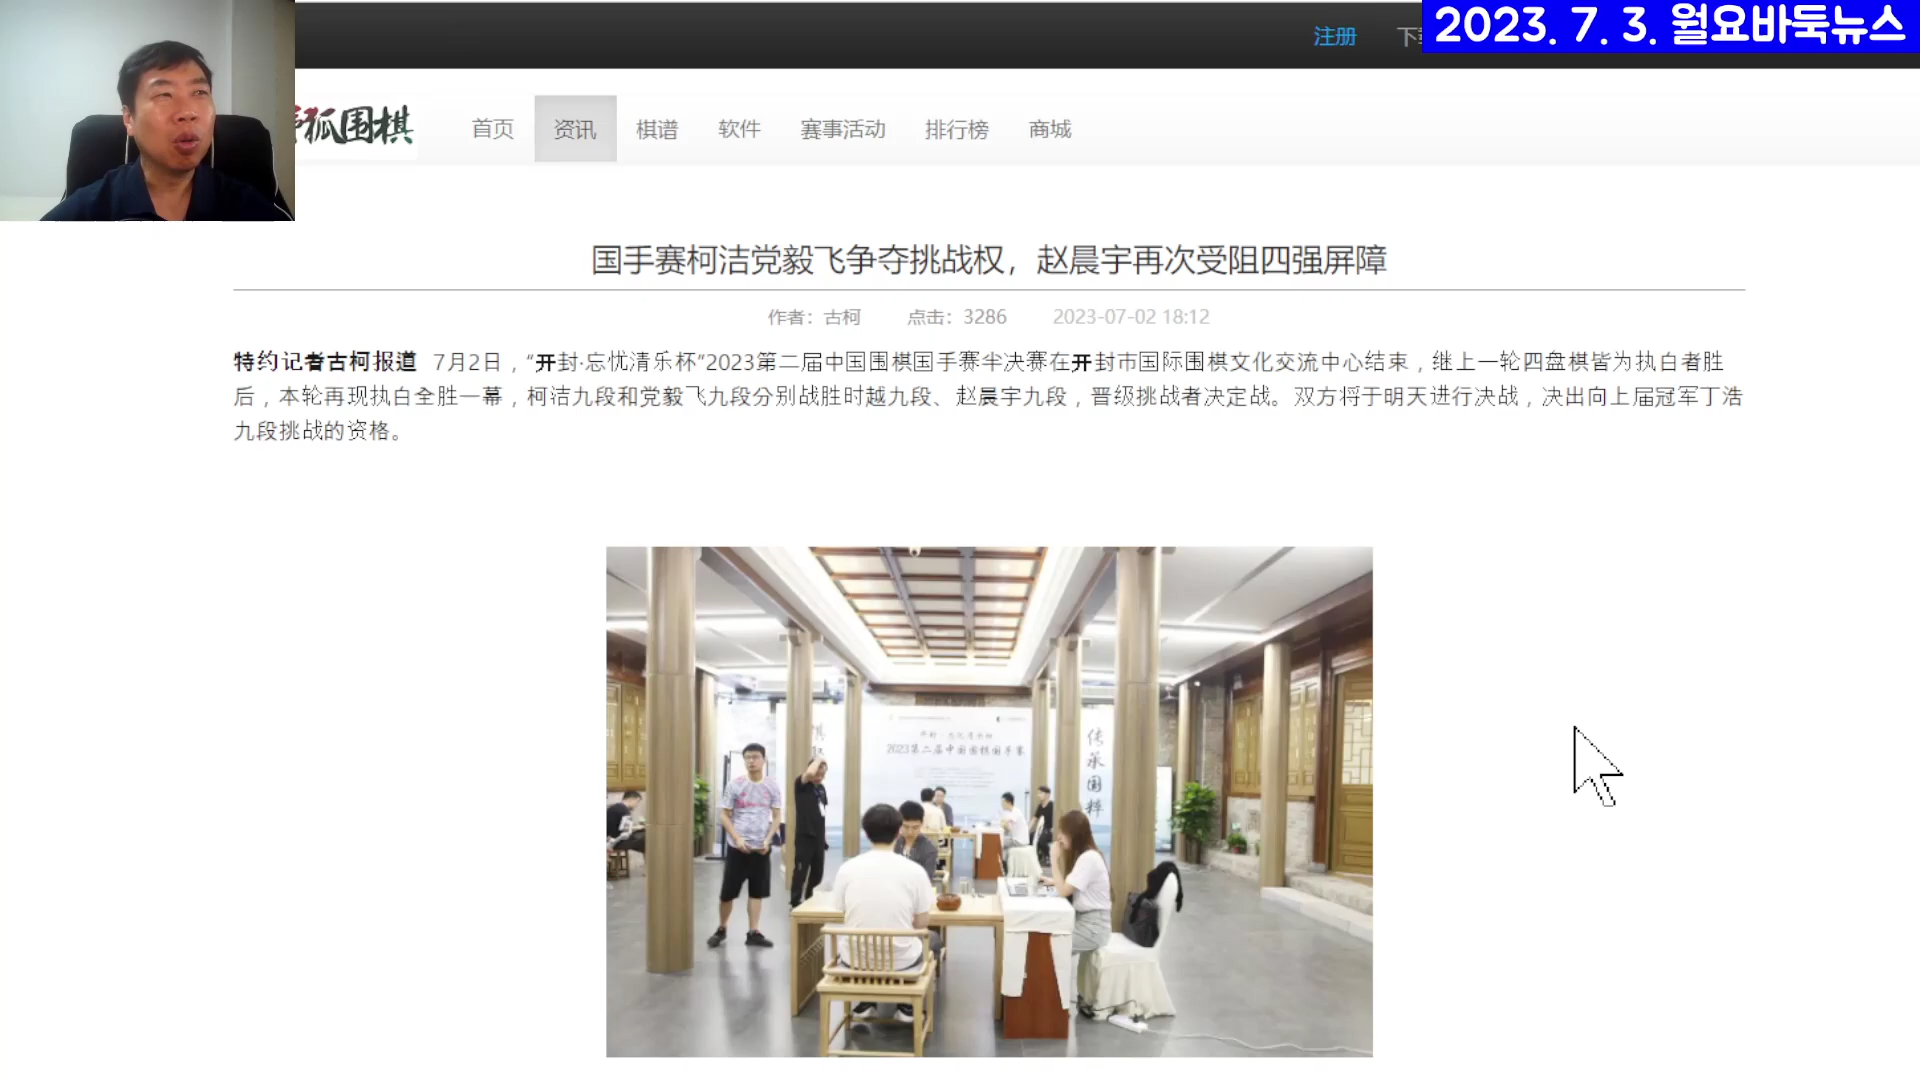 注册
2023. 7. 3. 월요바둑뉴스
狐围棋
首页 资讯 棋谱 软件 赛事活动 排行榜 商城
国手赛柯洁党毅飞争夺挑战权，赵晨宇再次受阻四强屏障
作者：古柯 点击：3286 2023-07-02 18:12
特约记者古柯报道 7月2日，“开封·忘忧清乐杯”2023第二届中国围棋国手赛半决赛在开封市国际围棋文化交流中心结束，继上一轮四盘棋皆为执白者胜
后，本轮再现执白全胜一幕，柯洁九段和党毅飞九段分别战胜时越九段、赵晨宇九段，晋级挑战者决定战。双方将于明天进行决战，决出向上届冠军丁浩
九段挑战的资格。
2023第二届中国围棋国手赛
传承国粹